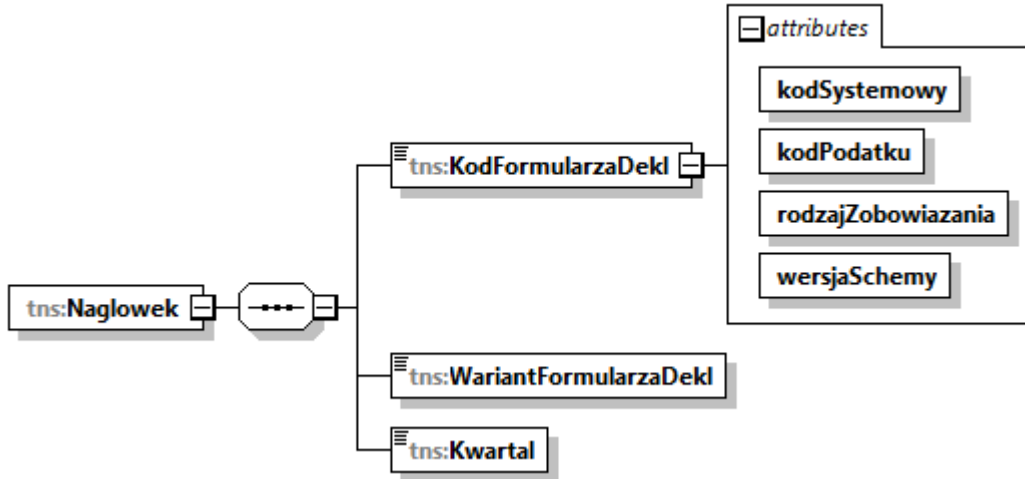 attributes
kodSystemowy
kodPodatku
rodzajZobowiazania
wersjaSchemy
tns:KodFormularzaDekl
tns:Naglowek
tns:WariantFormularzaDekl
tns:Kwartal